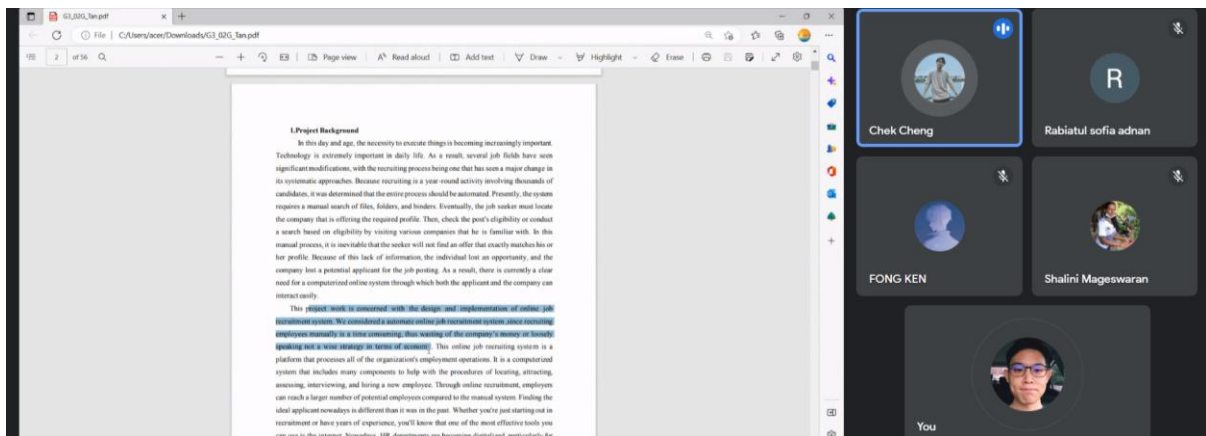 G3_02G_Tan.pdf
File | C:/Users/acer/Downloads/G3_02G_Tan.pdf
2 of 56
Page view | Read aloud | Add text | Draw | Highlight | Erase
1.Project Background
In this day and age, the necessity to execute things is becoming increasingly important.
Technology is extremely important in daily life. As a result, several job fields have seen
significant modifications, with the recruiting process being one that has seen a major change in
its systematic approaches. Because recruiting is a year-round activity involving thousands of
candidates, it was determined that the entire process should be automated. Presently, the system
requires a manual search of files, folders, and binders. Eventually, the job seeker must locate
the company that is offering the required profile. Then, check the post's eligibility or conduct
a search based on eligibility by visiting various companies that he is familiar with. In this
manual process, it is inevitable that the seeker will not find an offer that exactly matches his or
her profile. Because of this lack of information, the individual lost an opportunity, and the
company lost a potential applicant for the job posting. As a result, there is currently a clear
need for a computerized online system through which both the applicant and the company can
interact easily.
This project work is concerned with the design and implementation of online job
recruitment system. We considered a automate online job recruitment system ,since recruiting
employees manually is a time consuming, thus wasting of the company's money or loosely
speaking not a wise strategy in terms of economy. This online job recruiting system is a
platform that processes all of the organization's employment operations. It is a computerized
system that includes many components to help with the procedures of locating, attracting,
assessing, interviewing, and hiring a new employee. Through online recruitment, employers
can reach a larger number of potential employees compared to the manual system. Finding the
ideal applicant nowadays is different than it was in the past. Whether you're just starting out in
recruitment or have years of experience, you'll know that one of the most effective tools you
can use is the internet. Nowadays, HR departments are becoming digitalized, particularly for
Chek Cheng
R
Rabiatul sofia adnan
FONG KEN
Shalini Mageswaran
You